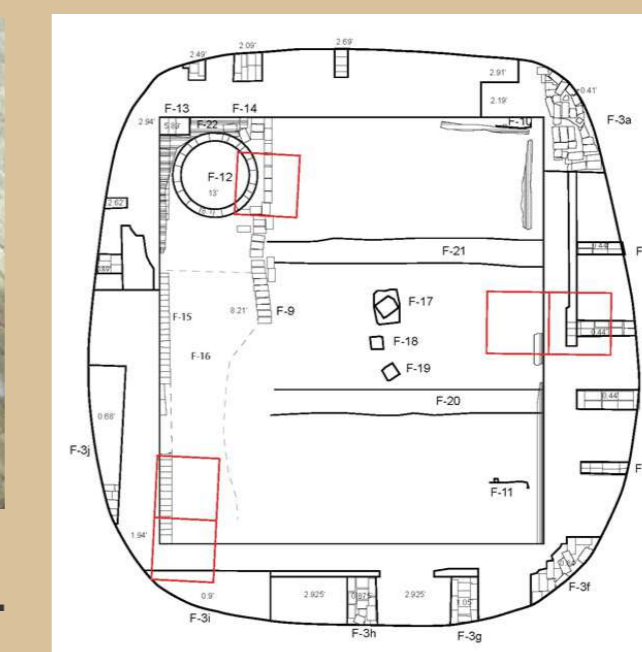 2.49'
2.09'
2.69'
2.91'
2.19'
F-3a
F-13
F-14
2.94'
F-22
F-12
13'
2.62'
F-21
F-15
8.21'
F-9
F-17
0.44'
F-16
F-18
F-19
0.44'
F-20
0.68'
F-3j
F-11
1.94'
0.9'
2.925'
2.925'
1.05'
F-3f
F-3i
F-3h
F-3g